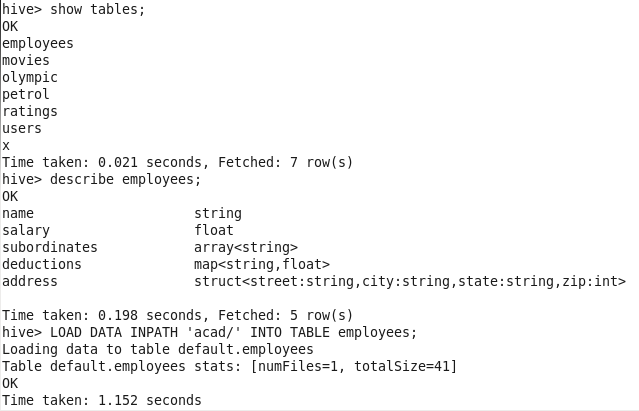 hive> show tables;
OK
employees
movies
olympic
petrol
ratings
users
x
Time taken: 0.021 seconds, Fetched: 7 row(s)
hive> describe employees;
OK
name                    string
salary                  float
subordinates            array<string>
deductions              map<string,float>
address                 struct<street:string,city:string,state:string,zip:int>
Time taken: 0.198 seconds, Fetched: 5 row(s)
hive> LOAD DATA INPATH 'acad/' INTO TABLE employees;
Loading data to table default.employees
Table default.employees stats: [numFiles=1, totalSize=41]
OK
Time taken: 1.152 seconds